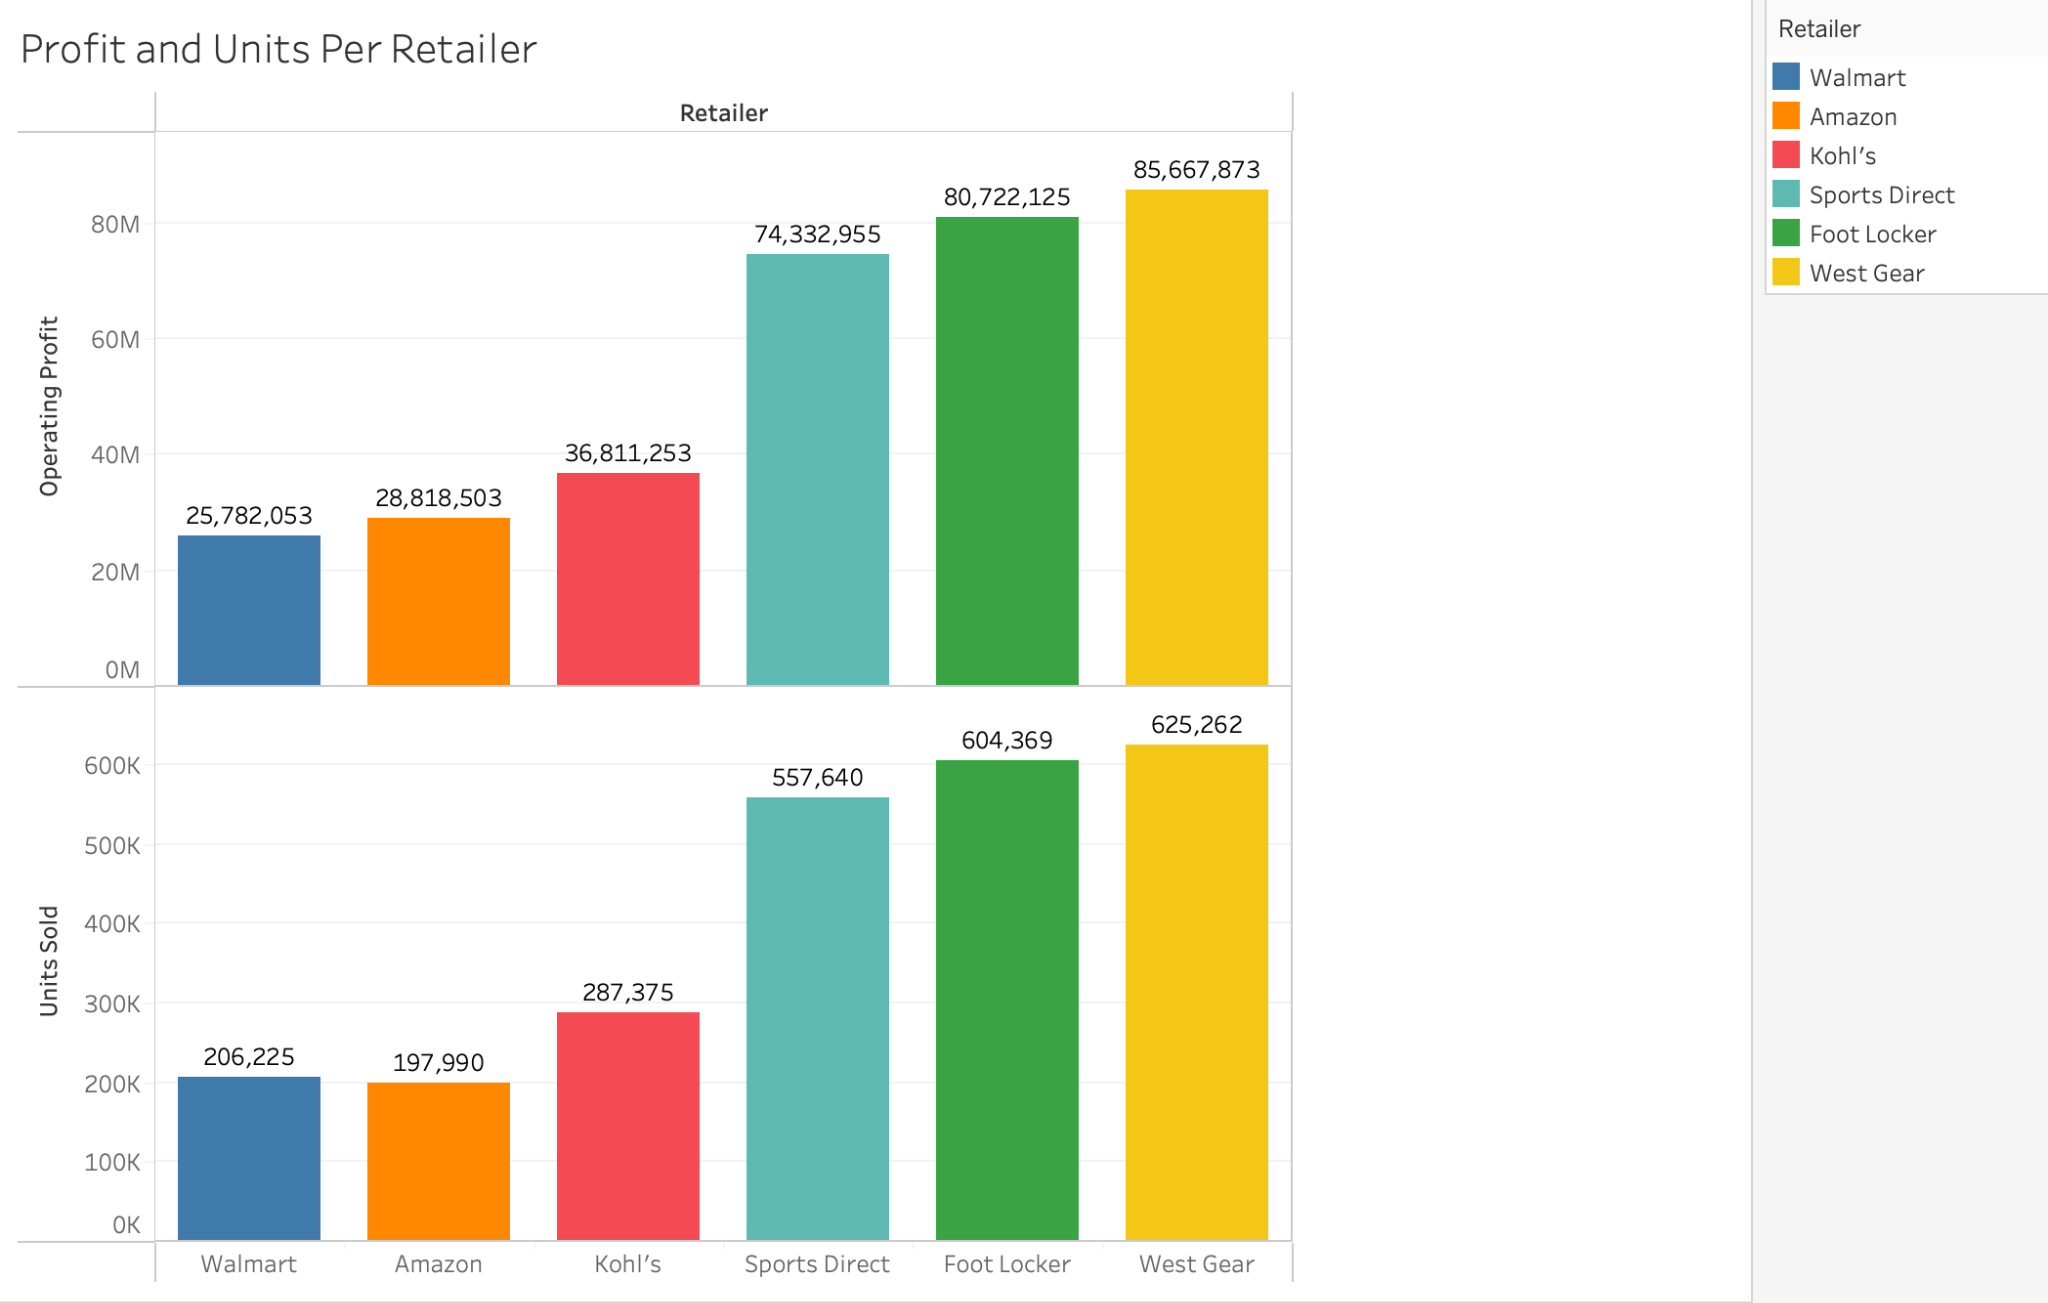 Profit and Units Per Retailer
Retailer
Operating Profit
80M
60M
40M
20M
0M
25,782,053
28,818,503
36,811,253
74,332,955
80,722,125
85,667,873
Units Sold
600K
500K
400K
300K
200K
100K
0K
206,225
197,990
287,375
557,640
604,369
625,262
Walmart
Amazon
Kohl's
Sports Direct
Foot Locker
West Gear
Retailer
Walmart
Amazon
Kohl's
Sports Direct
Foot Locker
West Gear